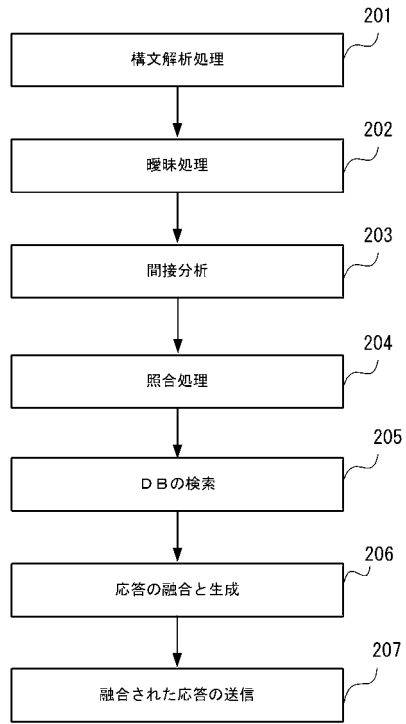 201
構文解析処理
202
曖昧処理
203
間接分析
204
照合処理
205
ＤＢの検索
206
応答の融合と生成
207
融合された応答の送信